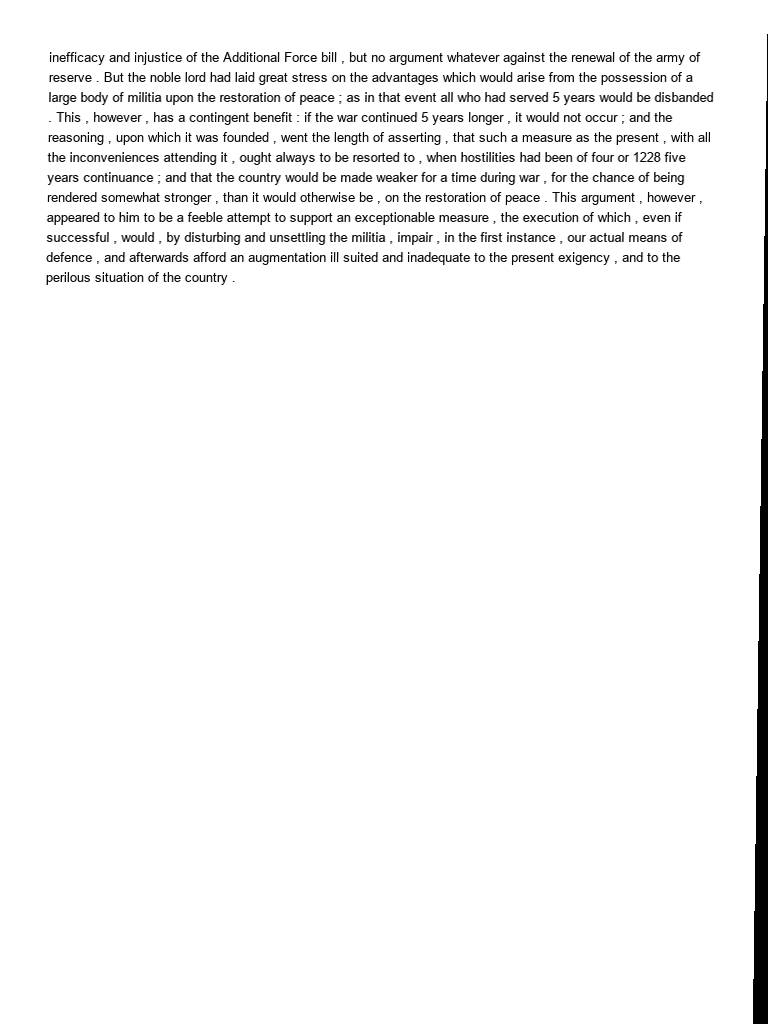 inefficacy and injustice of the Additional Force bill , but no argument whatever against the renewal of the army of
reserve . But the noble lord had laid great stress on the advantages which would arise from the possession of a
large body of militia upon the restoration of peace ; as in that event all who had served 5 years would be disbanded
. This , however , has a contingent benefit : if the war continued 5 years longer , it would not occur ; and the
reasoning , upon which it was founded , went the length of asserting , that such a measure as the present , with all
the inconveniences attending it , ought always to be resorted to , when hostilities had been of four or 1228 five
years continuance ; and that the country would be made weaker for a time during war , for the chance of being
rendered somewhat stronger , than it would otherwise be , on the restoration of peace . This argument , however ,
appeared to him to be a feeble attempt to support an exceptionable measure , the execution of which , even if
successful , would , by disturbing and unsettling the militia , impair , in the first instance , our actual means of
defence , and afterwards afford an augmentation ill suited and inadequate to the present exigency , and to the
perilous situation of the country .